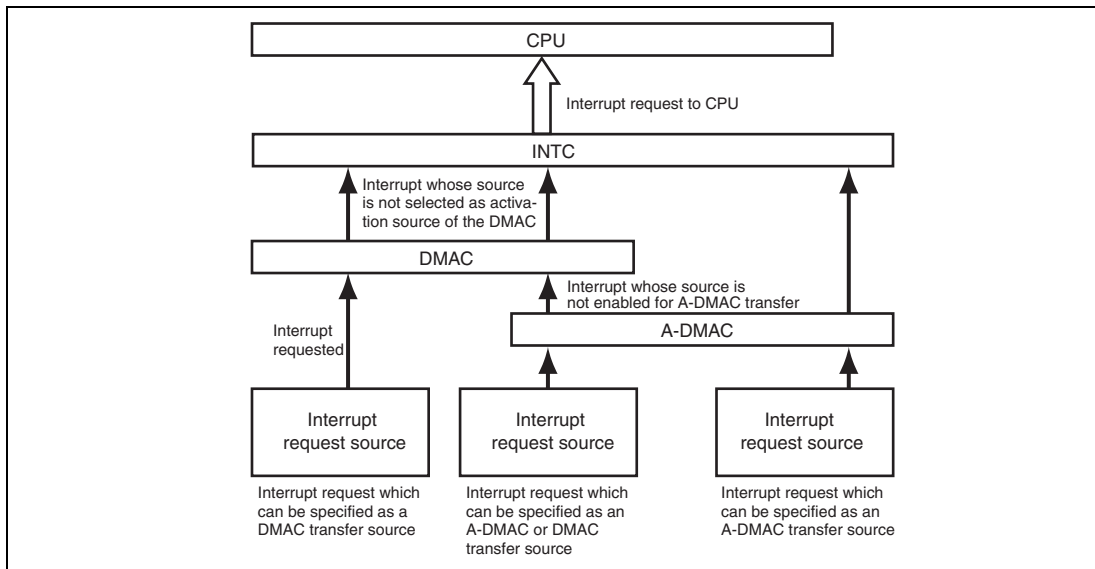 CPU
Interrupt request to CPU
INTC
Interrupt whose source
is not selected as activa-
tion source of the DMAC
DMAC
Interrupt whose source is
not enabled for A-DMAC transfer
A-DMAC
Interrupt
requested
Interrupt
request source
Interrupt
request source
Interrupt
request source
Interrupt request which
can be specified as a
DMAC transfer source
Interrupt request which
can be specified as an
A-DMAC or DMAC
transfer source
Interrupt request which
can be specified as an
A-DMAC transfer source